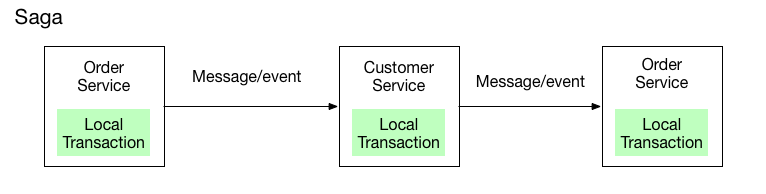 Saga
Order
Service
Local
Transaction
Message/event
Customer
Service
Local
Transaction
Message/event
Order
Service
Local
Transaction